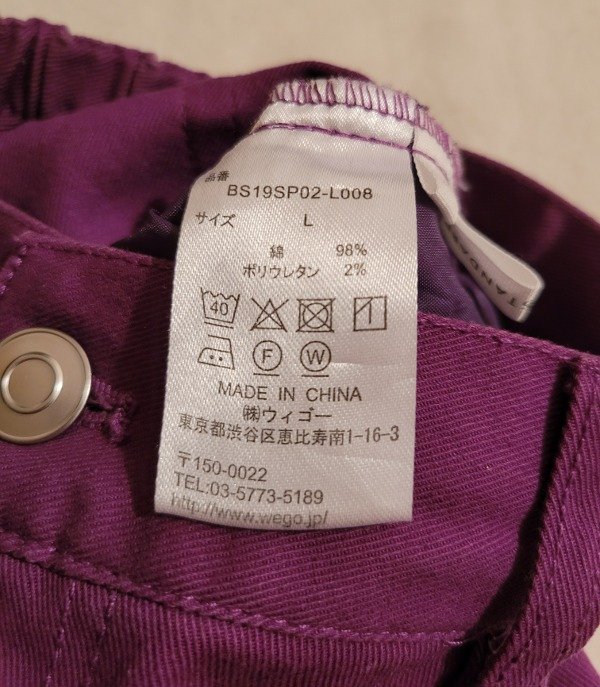 品番
BS19SP02-L008
サイズ L
綿 98%
ポリウレタン 2%
40
F W
MADE IN CHINA
㈱ウィゴー
東京都渋谷区恵比寿南1-16-3
〒150-0022
TEL:03-5773-5189
http://www.wego.jp/